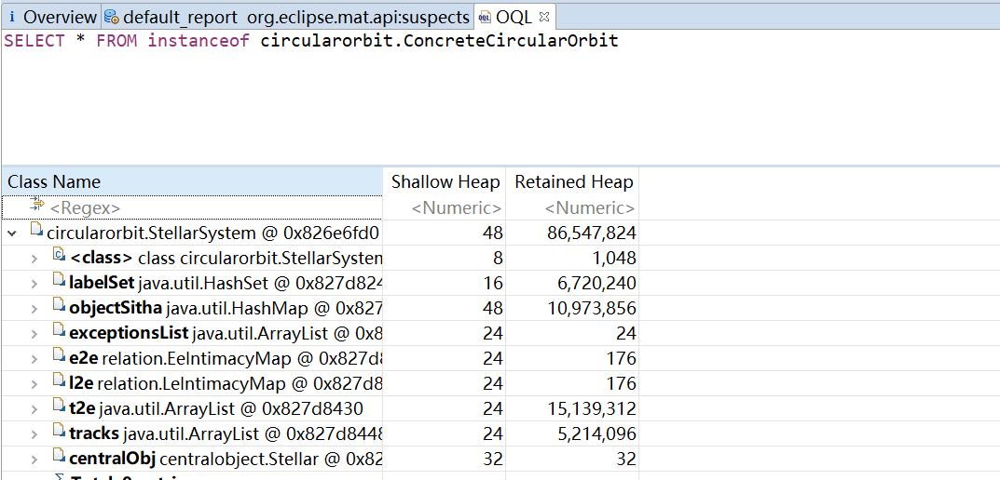 i Overview default_report org.eclipse.mat.api:suspects OQL
SELECT * FROM instanceof circularorbit.ConcreteCircularOrbit
Class Name Shallow Heap Retained Heap
<Regex> <Numeric> <Numeric>
circularorbit.StellarSystem @ 0x826e6fd0 48 86,547,824
<class> class circularorbit.StellarSystem 8 1,048
labelSet java.util.HashSet @ 0x827d824 16 6,720,240
objectSitha java.util.HashMap @ 0x827 48 10,973,856
exceptionsList java.util.ArrayList @ 0x8 24 24
e2e relation.EeIntimacyMap @ 0x827d8 24 176
l2e relation.LeIntimacyMap @ 0x827d8 24 176
t2e java.util.ArrayList @ 0x827d8430 24 15,139,312
tracks java.util.ArrayList @ 0x827d8448 24 5,214,096
centralObj centralobject.Stellar @ 0x82 32 32